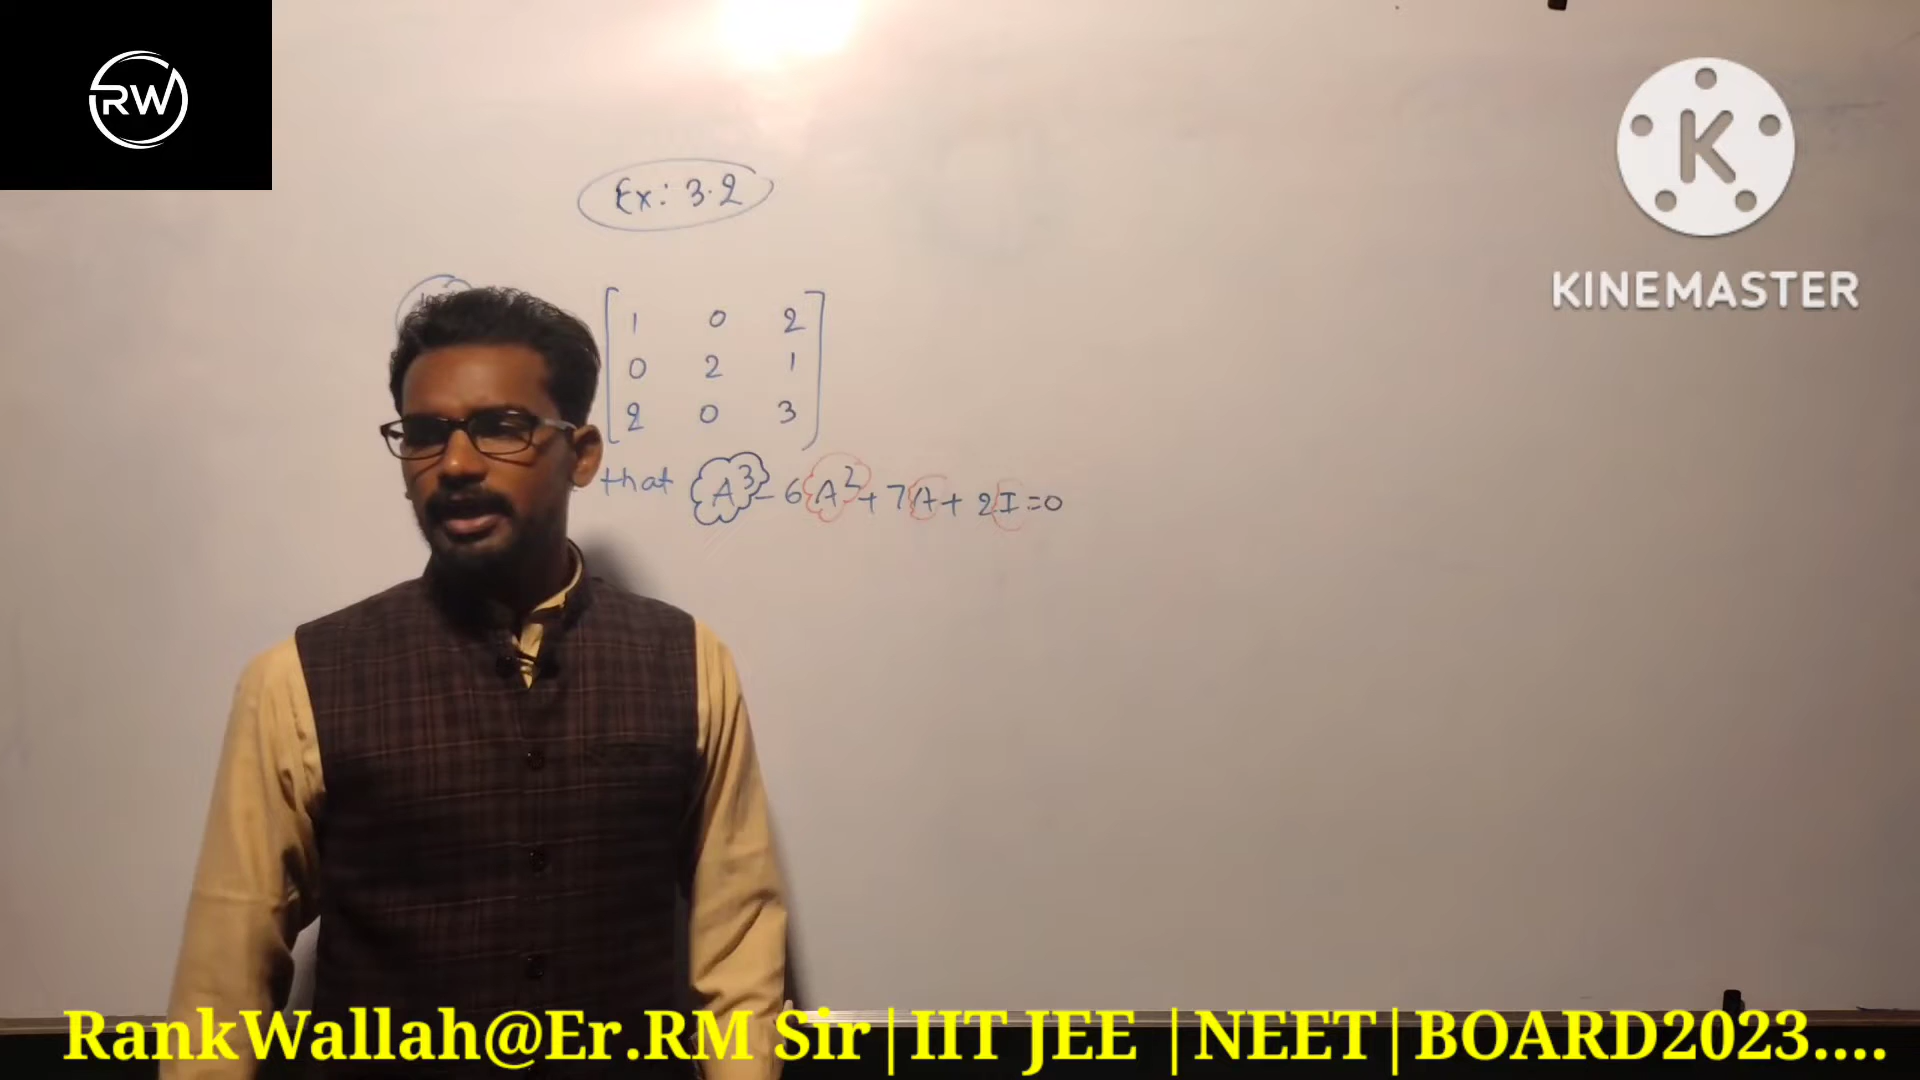 RW
K
KINEMASTER
Ex: 3.2
1 0 2
0 2 1
2 0 3
that A³ - 6A² + 7A + 2I = 0
RankWallah@Er.RM Sir|IIT JEE |NEET|BOARD2023....